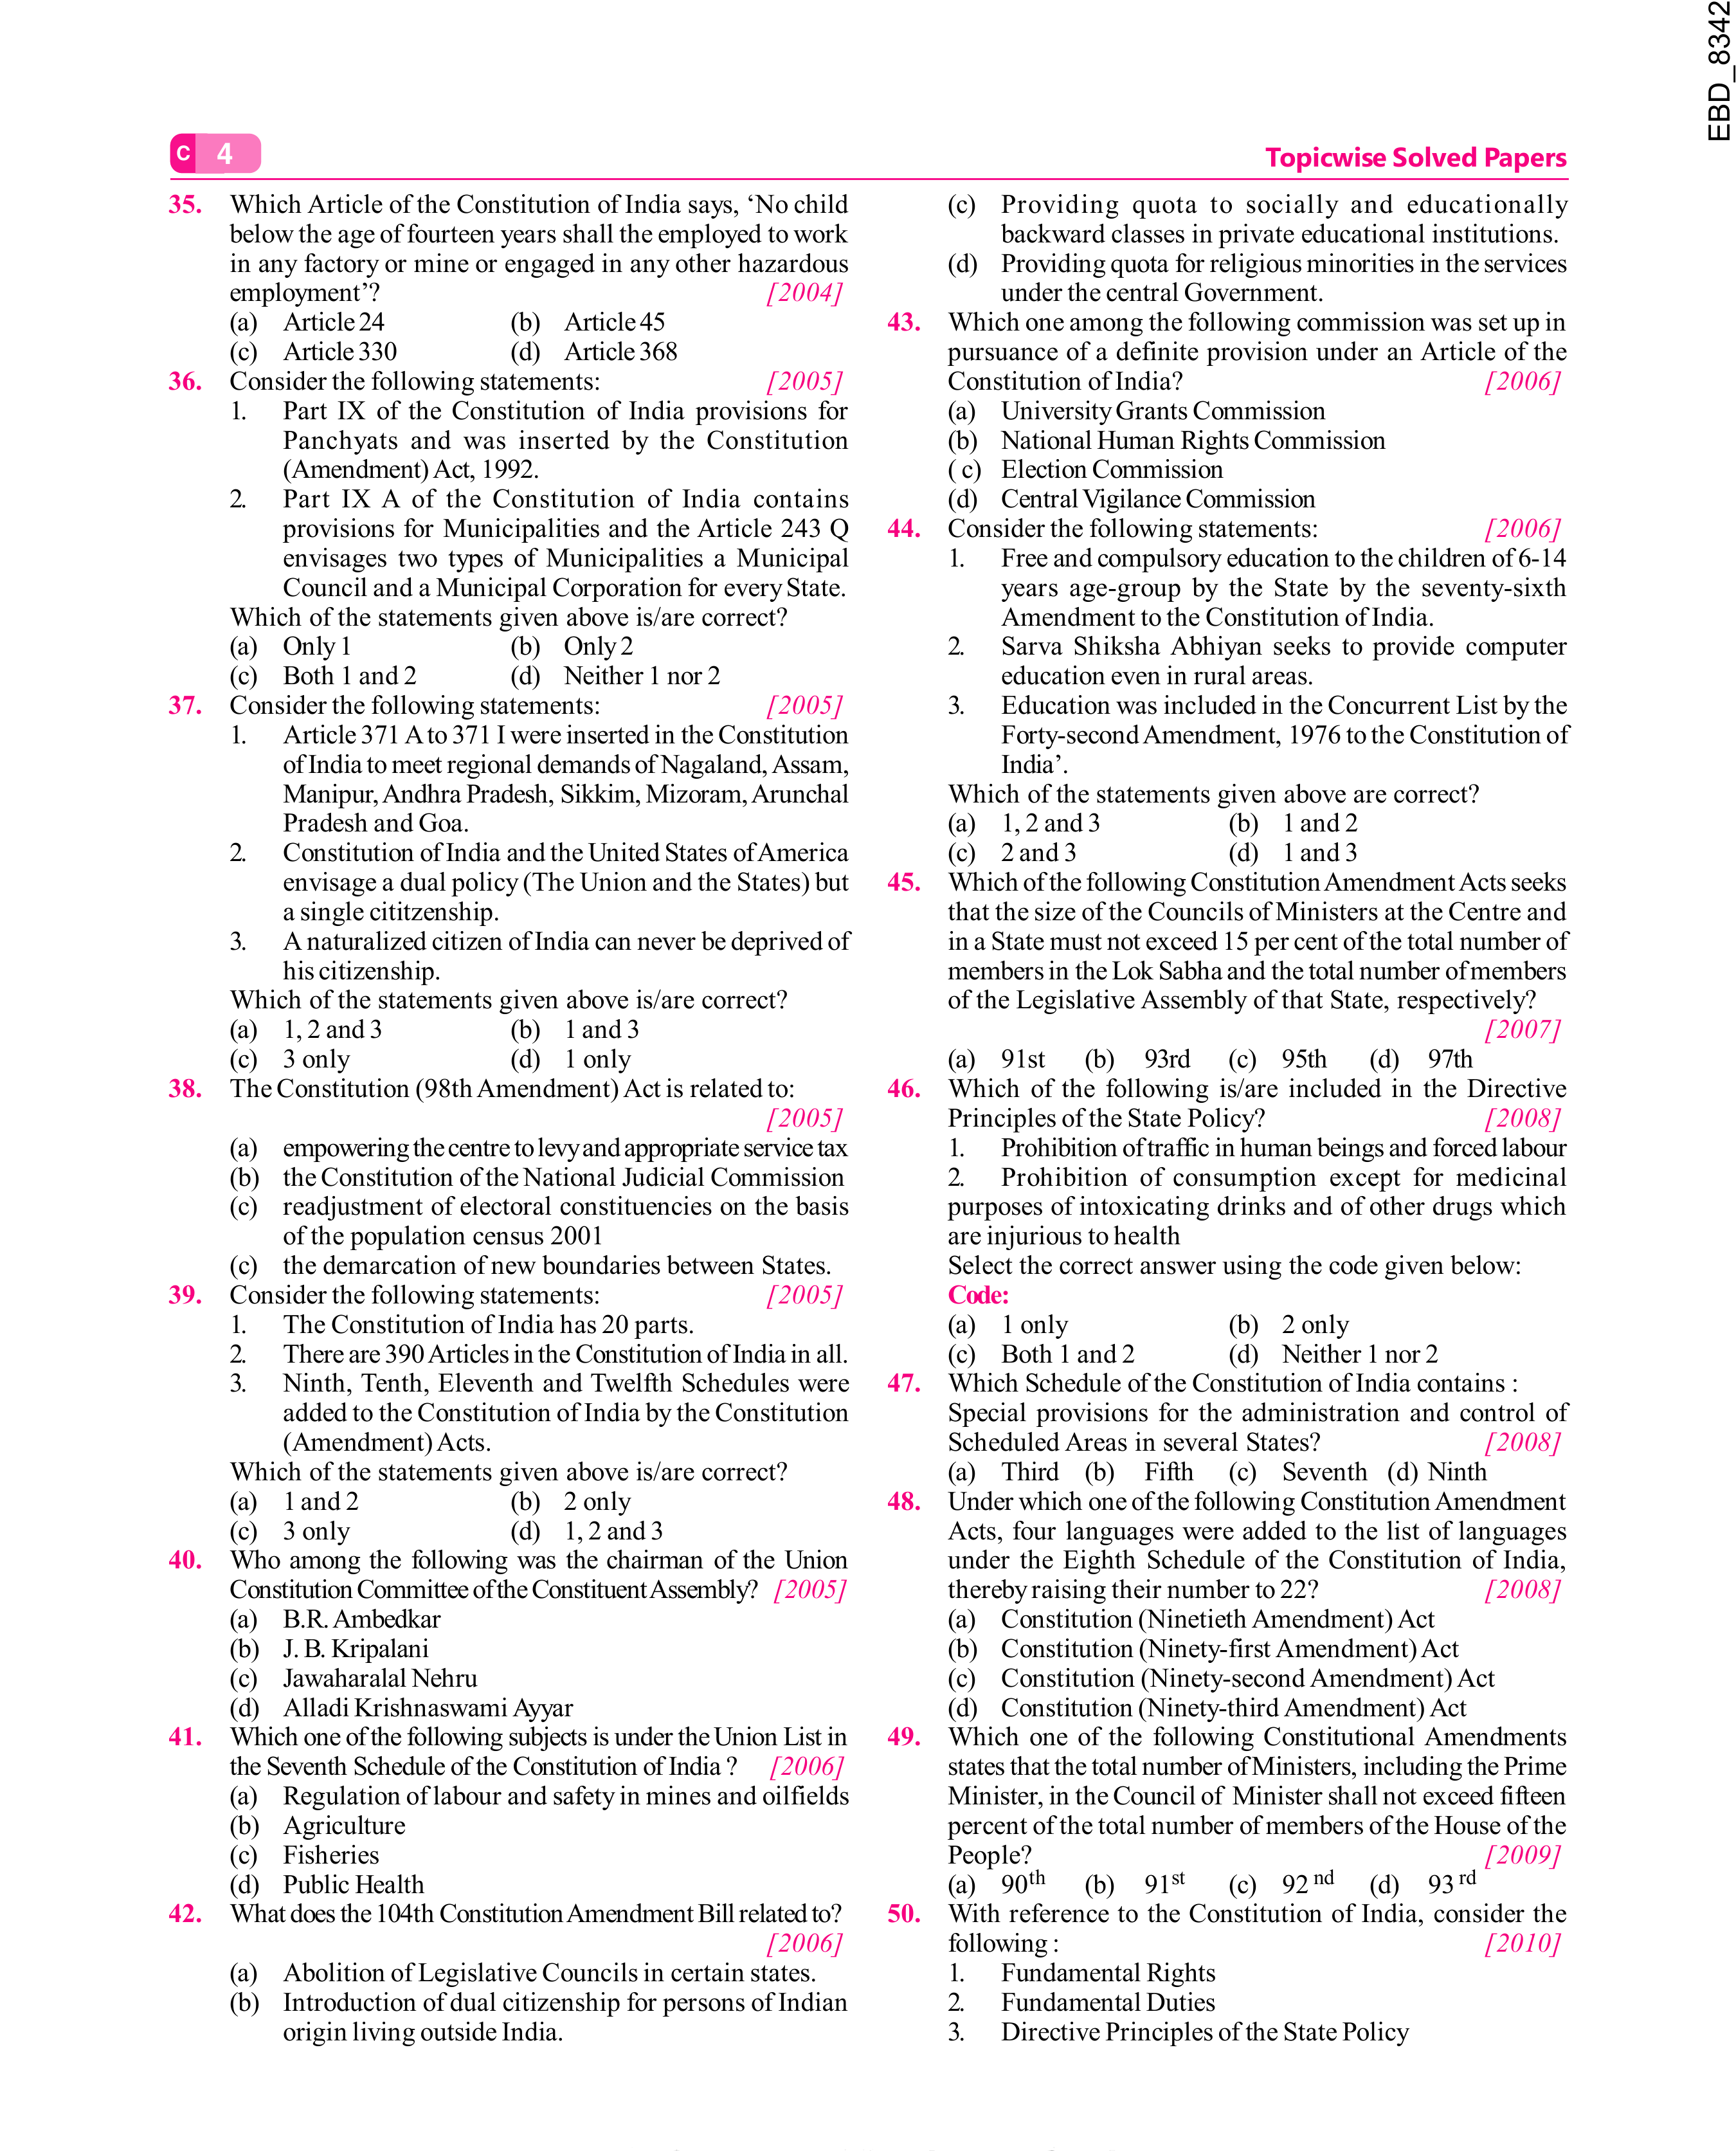 EBD_8342
C 4
Topicwise Solved Papers
35. Which Article of the Constitution of India says, ‘No child
below the age of fourteen years shall the employed to work
in any factory or mine or engaged in any other hazardous
employment’? [2004]
(a) Article 24 (b) Article 45
(c) Article 330 (d) Article 368
36. Consider the following statements: [2005]
1. Part IX of the Constitution of India provisions for
Panchyats and was inserted by the Constitution
(Amendment) Act, 1992.
2. Part IX A of the Constitution of India contains
provisions for Municipalities and the Article 243 Q
envisages two types of Municipalities a Municipal
Council and a Municipal Corporation for every State.
Which of the statements given above is/are correct?
(a) Only 1 (b) Only 2
(c) Both 1 and 2 (d) Neither 1 nor 2
37. Consider the following statements: [2005]
1. Article 371 A to 371 I were inserted in the Constitution
of India to meet regional demands of Nagaland, Assam,
Manipur, Andhra Pradesh, Sikkim, Mizoram, Arunchal
Pradesh and Goa.
2. Constitution of India and the United States of America
envisage a dual policy (The Union and the States) but
a single cititzenship.
3. A naturalized citizen of India can never be deprived of
his citizenship.
Which of the statements given above is/are correct?
(a) 1, 2 and 3 (b) 1 and 3
(c) 3 only (d) 1 only
38. The Constitution (98th Amendment) Act is related to:
[2005]
(a) empowering the centre to levy and appropriate service tax
(b) the Constitution of the National Judicial Commission
(c) readjustment of electoral constituencies on the basis
of the population census 2001
(c) the demarcation of new boundaries between States.
39. Consider the following statements: [2005]
1. The Constitution of India has 20 parts.
2. There are 390 Articles in the Constitution of India in all.
3. Ninth, Tenth, Eleventh and Twelfth Schedules were
added to the Constitution of India by the Constitution
(Amendment) Acts.
Which of the statements given above is/are correct?
(a) 1 and 2 (b) 2 only
(c) 3 only (d) 1, 2 and 3
40. Who among the following was the chairman of the Union
Constitution Committee of the Constituent Assembly? [2005]
(a) B.R. Ambedkar
(b) J. B. Kripalani
(c) Jawaharalal Nehru
(d) Alladi Krishnaswami Ayyar
41. Which one of the following subjects is under the Union List in
the Seventh Schedule of the Constitution of India ? [2006]
(a) Regulation of labour and safety in mines and oilfields
(b) Agriculture
(c) Fisheries
(d) Public Health
42. What does the 104th Constitution Amendment Bill related to?
[2006]
(a) Abolition of Legislative Councils in certain states.
(b) Introduction of dual citizenship for persons of Indian
origin living outside India.
(c) Providing quota to socially and educationally
backward classes in private educational institutions.
(d) Providing quota for religious minorities in the services
under the central Government.
43. Which one among the following commission was set up in
pursuance of a definite provision under an Article of the
Constitution of India? [2006]
(a) University Grants Commission
(b) National Human Rights Commission
( c) Election Commission
(d) Central Vigilance Commission
44. Consider the following statements: [2006]
1. Free and compulsory education to the children of 6-14
years age-group by the State by the seventy-sixth
Amendment to the Constitution of India.
2. Sarva Shiksha Abhiyan seeks to provide computer
education even in rural areas.
3. Education was included in the Concurrent List by the
Forty-second Amendment, 1976 to the Constitution of
India’.
Which of the statements given above are correct?
(a) 1, 2 and 3 (b) 1 and 2
(c) 2 and 3 (d) 1 and 3
45. Which of the following Constitution Amendment Acts seeks
that the size of the Councils of Ministers at the Centre and
in a State must not exceed 15 per cent of the total number of
members in the Lok Sabha and the total number of members
of the Legislative Assembly of that State, respectively?
[2007]
(a) 91st (b) 93rd (c) 95th (d) 97th
46. Which of the following is/are included in the Directive
Principles of the State Policy? [2008]
1. Prohibition of traffic in human beings and forced labour
2. Prohibition of consumption except for medicinal
purposes of intoxicating drinks and of other drugs which
are injurious to health
Select the correct answer using the code given below:
Code:
(a) 1 only (b) 2 only
(c) Both 1 and 2 (d) Neither 1 nor 2
47. Which Schedule of the Constitution of India contains :
Special provisions for the administration and control of
Scheduled Areas in several States? [2008]
(a) Third (b) Fifth (c) Seventh (d) Ninth
48. Under which one of the following Constitution Amendment
Acts, four languages were added to the list of languages
under the Eighth Schedule of the Constitution of India,
thereby raising their number to 22? [2008]
(a) Constitution (Ninetieth Amendment) Act
(b) Constitution (Ninety-first Amendment) Act
(c) Constitution (Ninety-second Amendment) Act
(d) Constitution (Ninety-third Amendment) Act
49. Which one of the following Constitutional Amendments
states that the total number of Ministers, including the Prime
Minister, in the Council of Minister shall not exceed fifteen
percent of the total number of members of the House of the
People? [2009]
(a) 90th (b) 91st (c) 92 nd (d) 93 rd
50. With reference to the Constitution of India, consider the
following : [2010]
1. Fundamental Rights
2. Fundamental Duties
3. Directive Principles of the State Policy